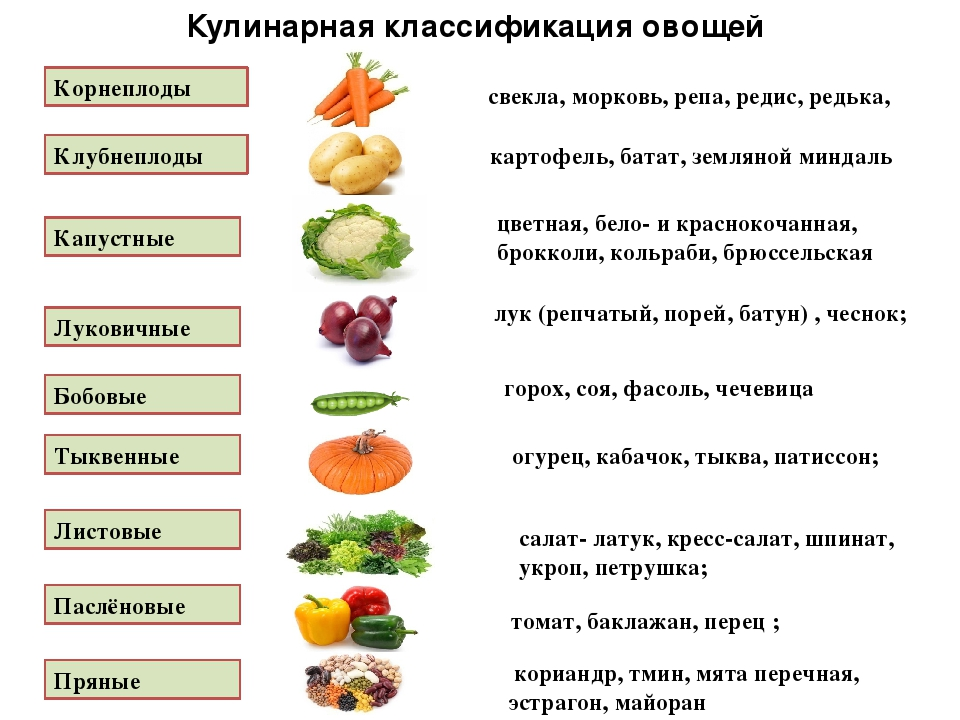 Кулинарная классификация овощей
Корнеплоды
свекла, морковь, репа, редис, редька,
Клубнеплоды
картофель, батат, земляной миндаль
Капустные
цветная, бело- и краснокочанная,
брокколи, кольраби, брюссельская
Луковичные
лук (репчатый, порей, батун) , чеснок;
Бобовые
горох, соя, фасоль, чечевица
Тыквенные
огурец, кабачок, тыква, патиссон;
Листовые
салат- латук, кресс-салат, шпинат,
укроп, петрушка;
Паслёновые
томат, баклажан, перец ;
Пряные
кориандр, тмин, мята перечная,
эстрагон, майоран